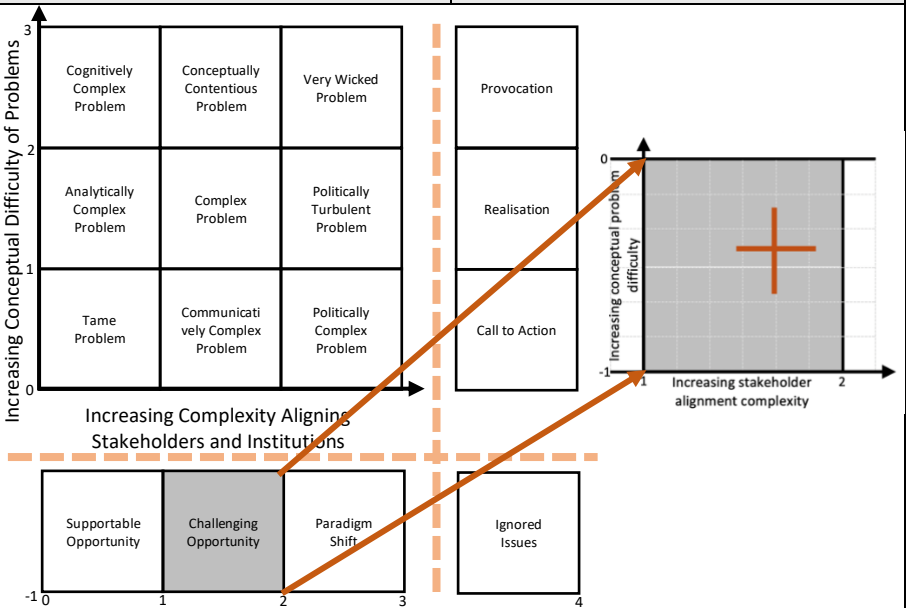 Increasing Conceptual Difficulty of Problems
3
Cognitively
Complex
Problem
Conceptually
Contentious
Problem
Very Wicked
Problem
Provocation
2
Analytically
Complex
Problem
Complex
Problem
Politically
Turbulent
Problem
Realisation
1
Tame
Problem
Communicati
vely Complex
Problem
Politically
Complex
Problem
Call to Action
0
Increasing Complexity Aligning
Stakeholders and Institutions
Supportable
Opportunity
Challenging
Opportunity
Paradigm
Shift
Ignored
Issues
-1
0
1
2
3
4
0
Increasing conceptual problem
difficulty
-1
1
2
Increasing stakeholder
alignment complexity